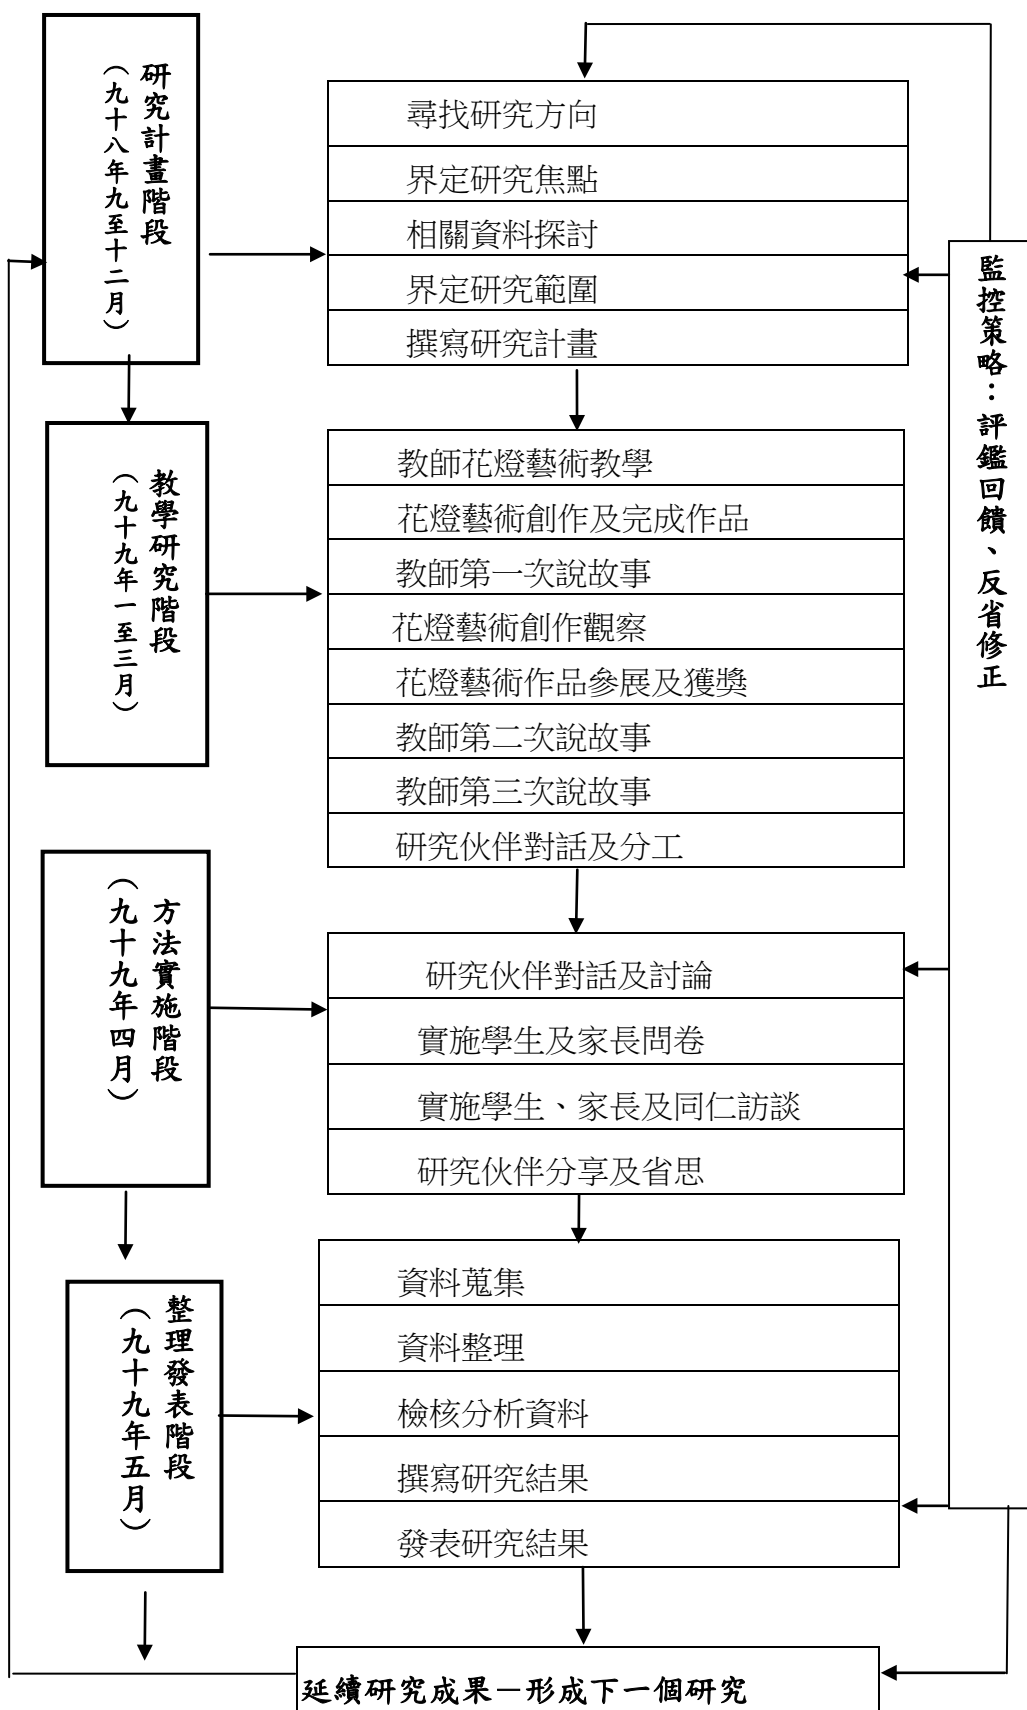 研究計畫階段
（九十八年九至十二月）
尋找研究方向
界定研究焦點
相關資料探討
界定研究範圍
撰寫研究計畫
監控策略：評鑑回饋、反省修正
教學研究階段
（九十九年一至三月）
教師花燈藝術教學
花燈藝術創作及完成作品
教師第一次說故事
花燈藝術創作觀察
花燈藝術作品參展及獲獎
教師第二次說故事
教師第三次說故事
研究伙伴對話及分工
方法實施階段
（九十九年四月）
研究伙伴對話及討論
實施學生及家長問卷
實施學生、家長及同仁訪談
研究伙伴分享及省思
整理發表階段
（九十九年五月）
資料蒐集
資料整理
檢核分析資料
撰寫研究結果
發表研究結果
延續研究成果－形成下一個研究